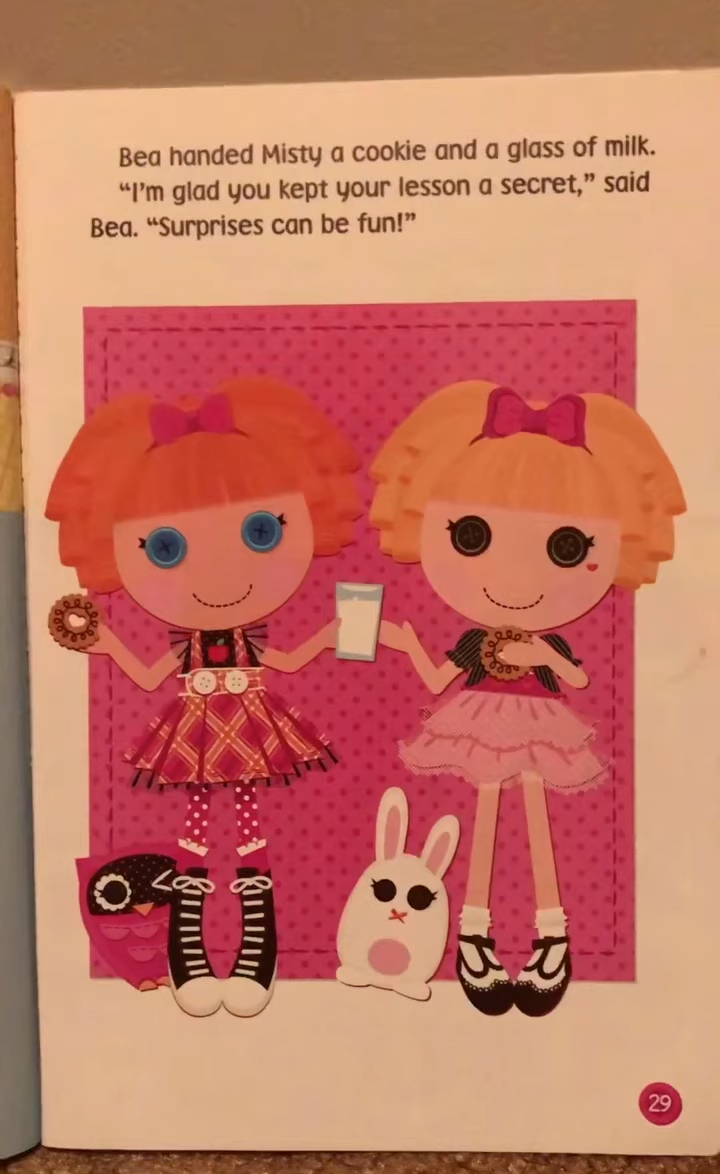 Bea handed Misty a cookie and a glass of milk.
“I’m glad you kept your lesson a secret,” said
Bea. “Surprises can be fun!”
29